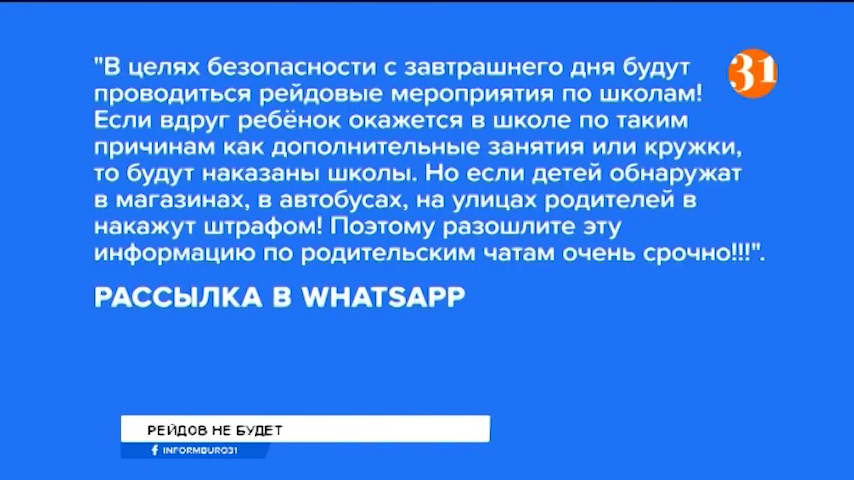 "В целях безопасности с завтрашнего дня будут
проводиться рейдовые мероприятия по школам!
Если вдруг ребёнок окажется в школе по таким
причинам как дополнительные занятия или кружки,
то будут наказаны школы. Но если детей обнаружат
в магазинах, в автобусах, на улицах родителей в
накажут штрафом! Поэтому разошлите эту
информацию по родительским чатам очень срочно!!!".
РАССЫЛКА В WHATSAPP
31
РЕЙДОВ НЕ БУДЕТ
f INFORMBURO31